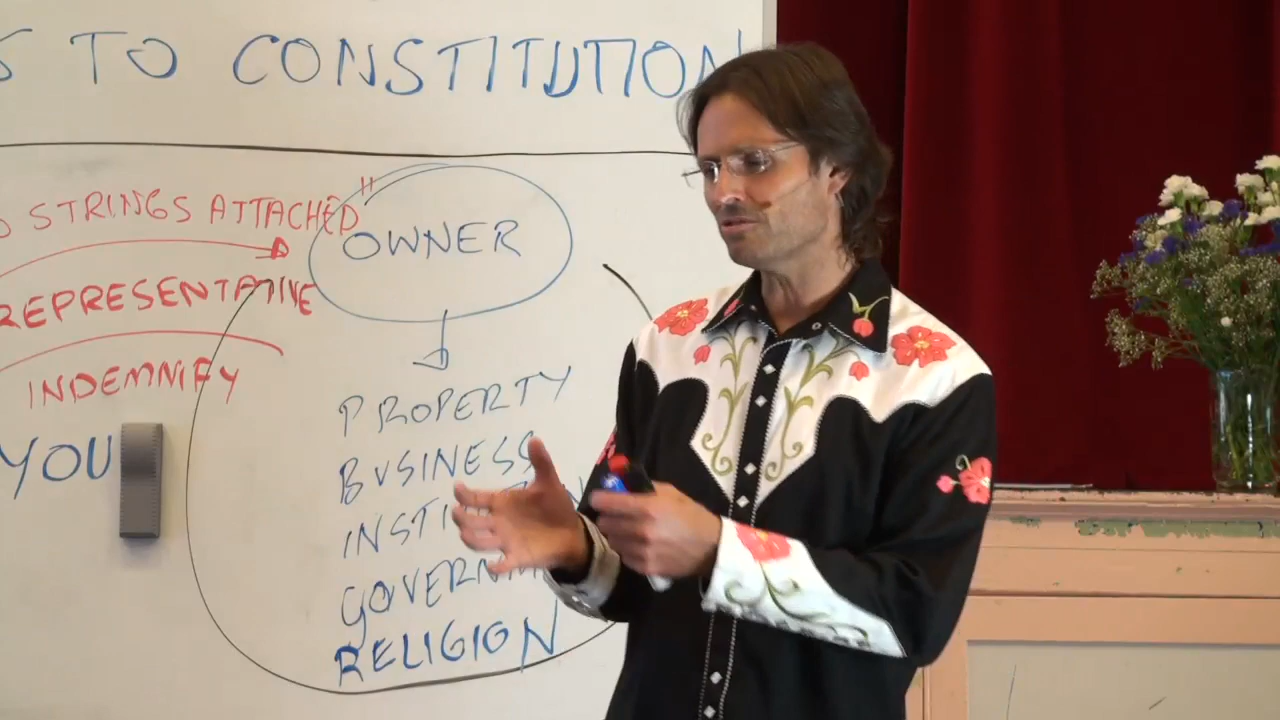 S TO CONSTITUTION
STRINGS ATTACHED"
OWNER
REPRESENTATIVE
INDEMNIFY
PROPERTY
YOU
BUSINESS
RELIGION